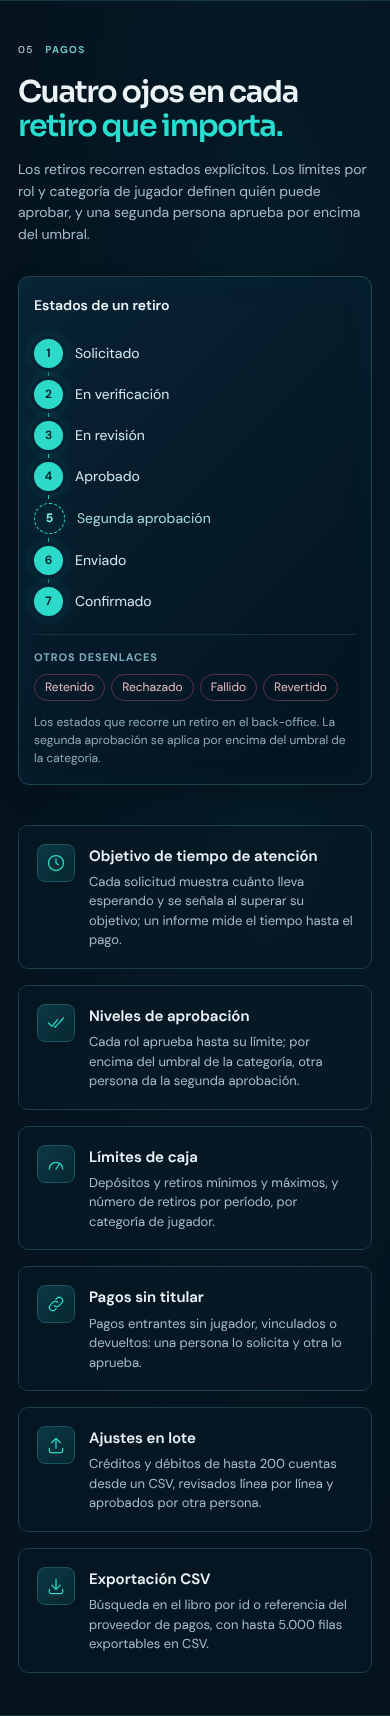 05 PAGOS
Cuatro ojos en cada
retiro que importa.
Los retiros recorren estados explícitos. Los límites por
rol y categoría de jugador definen quién puede
aprobar, y una segunda persona aprueba por encima
del umbral.
Estados de un retiro
1 Solicitado
2 En verificación
3 En revisión
4 Aprobado
5 Segunda aprobación
6 Enviado
7 Confirmado
OTROS DESENLACES
Retenido Rechazado Fallido Revertido
Los estados que recorre un retiro en el back-office. La
segunda aprobación se aplica por encima del umbral de
la categoría.
Objetivo de tiempo de atención
Cada solicitud muestra cuánto lleva
esperando y se señala al superar su
objetivo; un informe mide el tiempo hasta el
pago.
Niveles de aprobación
Cada rol aprueba hasta su límite; por
encima del umbral de la categoría, otra
persona da la segunda aprobación.
Límites de caja
Depósitos y retiros mínimos y máximos, y
número de retiros por período, por
categoría de jugador.
Pagos sin titular
Pagos entrantes sin jugador, vinculados o
devueltos: una persona lo solicita y otra lo
aprueba.
Ajustes en lote
Créditos y débitos de hasta 200 cuentas
desde un CSV, revisados línea por línea y
aprobados por otra persona.
Exportación CSV
Búsqueda en el libro por id o referencia del
proveedor de pagos, con hasta 5.000 filas
exportables en CSV.